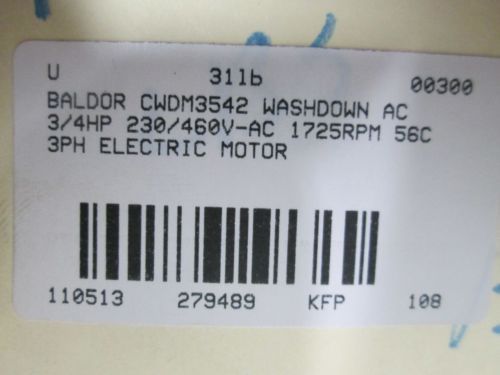 U 31lb 00300
BALDOR CWDM3542 WASHDOWN AC
3/4HP 230/460V-AC 1725RPM 56C
3PH ELECTRIC MOTOR
110513 279489 KFP 108